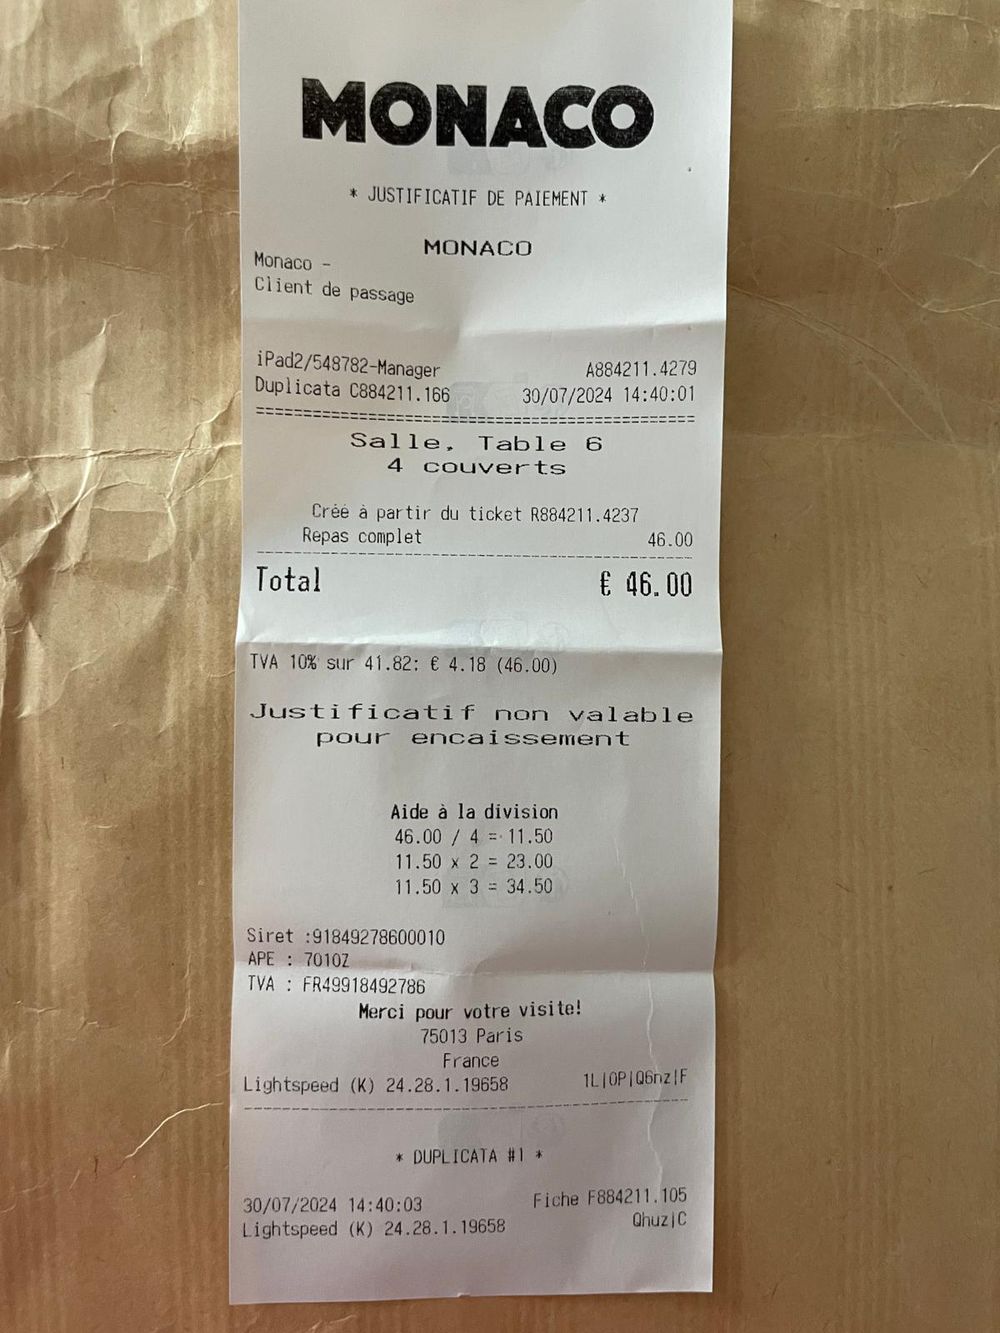 MONACO
* JUSTIFICATIF DE PAIEMENT *
MONACO
Monaco -
Client de passage
iPad2/548782-Manager A884211.4279
Duplicata C884211.166 30/07/2024 14:40:01
Salle, Table 6
4 couverts
Créé à partir du ticket R884211.4237
Repas complet 46.00
Total € 46.00
TVA 10% sur 41.82: € 4.18 (46.00)
Justificatif non valable
pour encaissement
Aide à la division
46.00 / 4 = 11.50
11.50 x 2 = 23.00
11.50 x 3 = 34.50
Siret :91849278600010
APE : 7010Z
TVA : FR49918492786
Merci pour votre visite!
75013 Paris
France
Lightspeed (K) 24.28.1.19658 1L|0P|Q6nz|F
* DUPLICATA #1 *
30/07/2024 14:40:03 Fiche F884211.105
Lightspeed (K) 24.28.1.19658 Qhuz|C